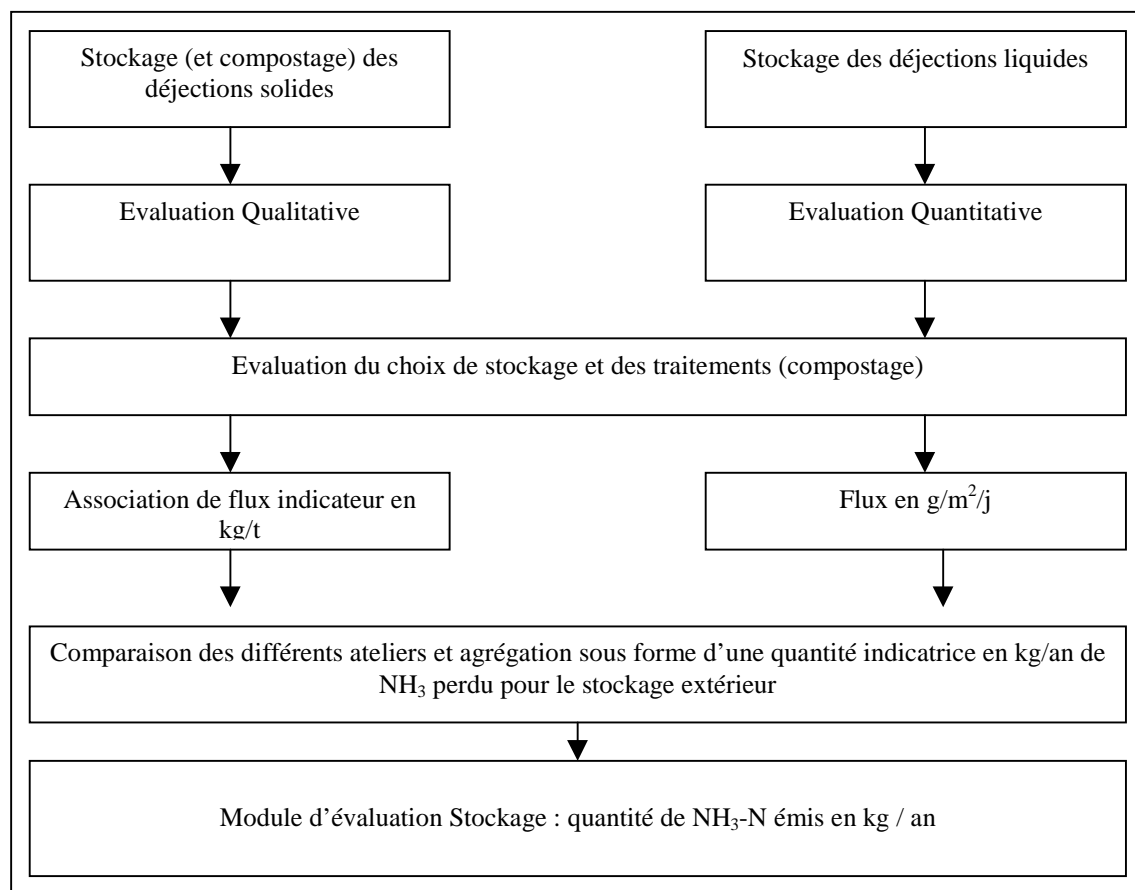 Stockage (et compostage) des
déjections solides
Stockage des déjections liquides
Evaluation Qualitative
Evaluation Quantitative
Evaluation du choix de stockage et des traitements (compostage)
Association de flux indicateur en
kg/t
Flux en g/m²/j
Comparaison des différents ateliers et agrégation sous forme d’une quantité indicatrice en kg/an de
NH₃ perdu pour le stockage extérieur
Module d’évaluation Stockage : quantité de NH₃-N émis en kg / an